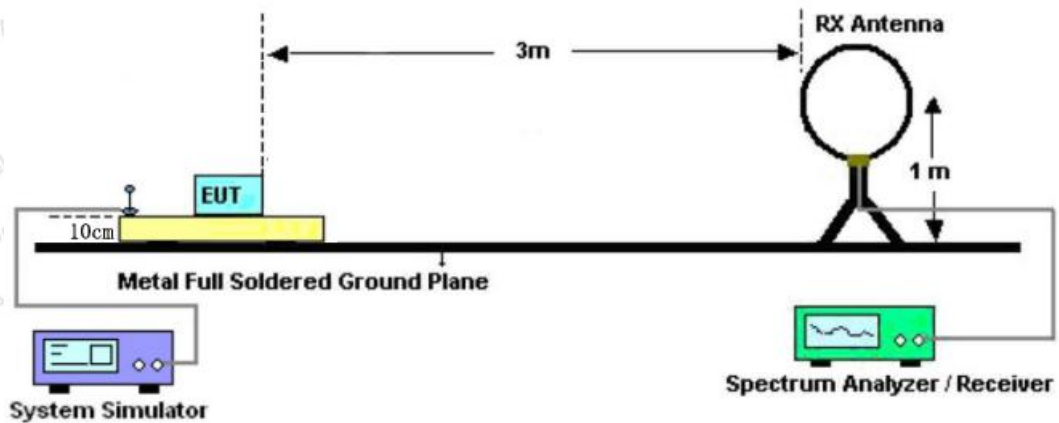 RX Antenna
3m
1 m
EUT
10cm
Metal Full Soldered Ground Plane
System Simulator
Spectrum Analyzer / Receiver